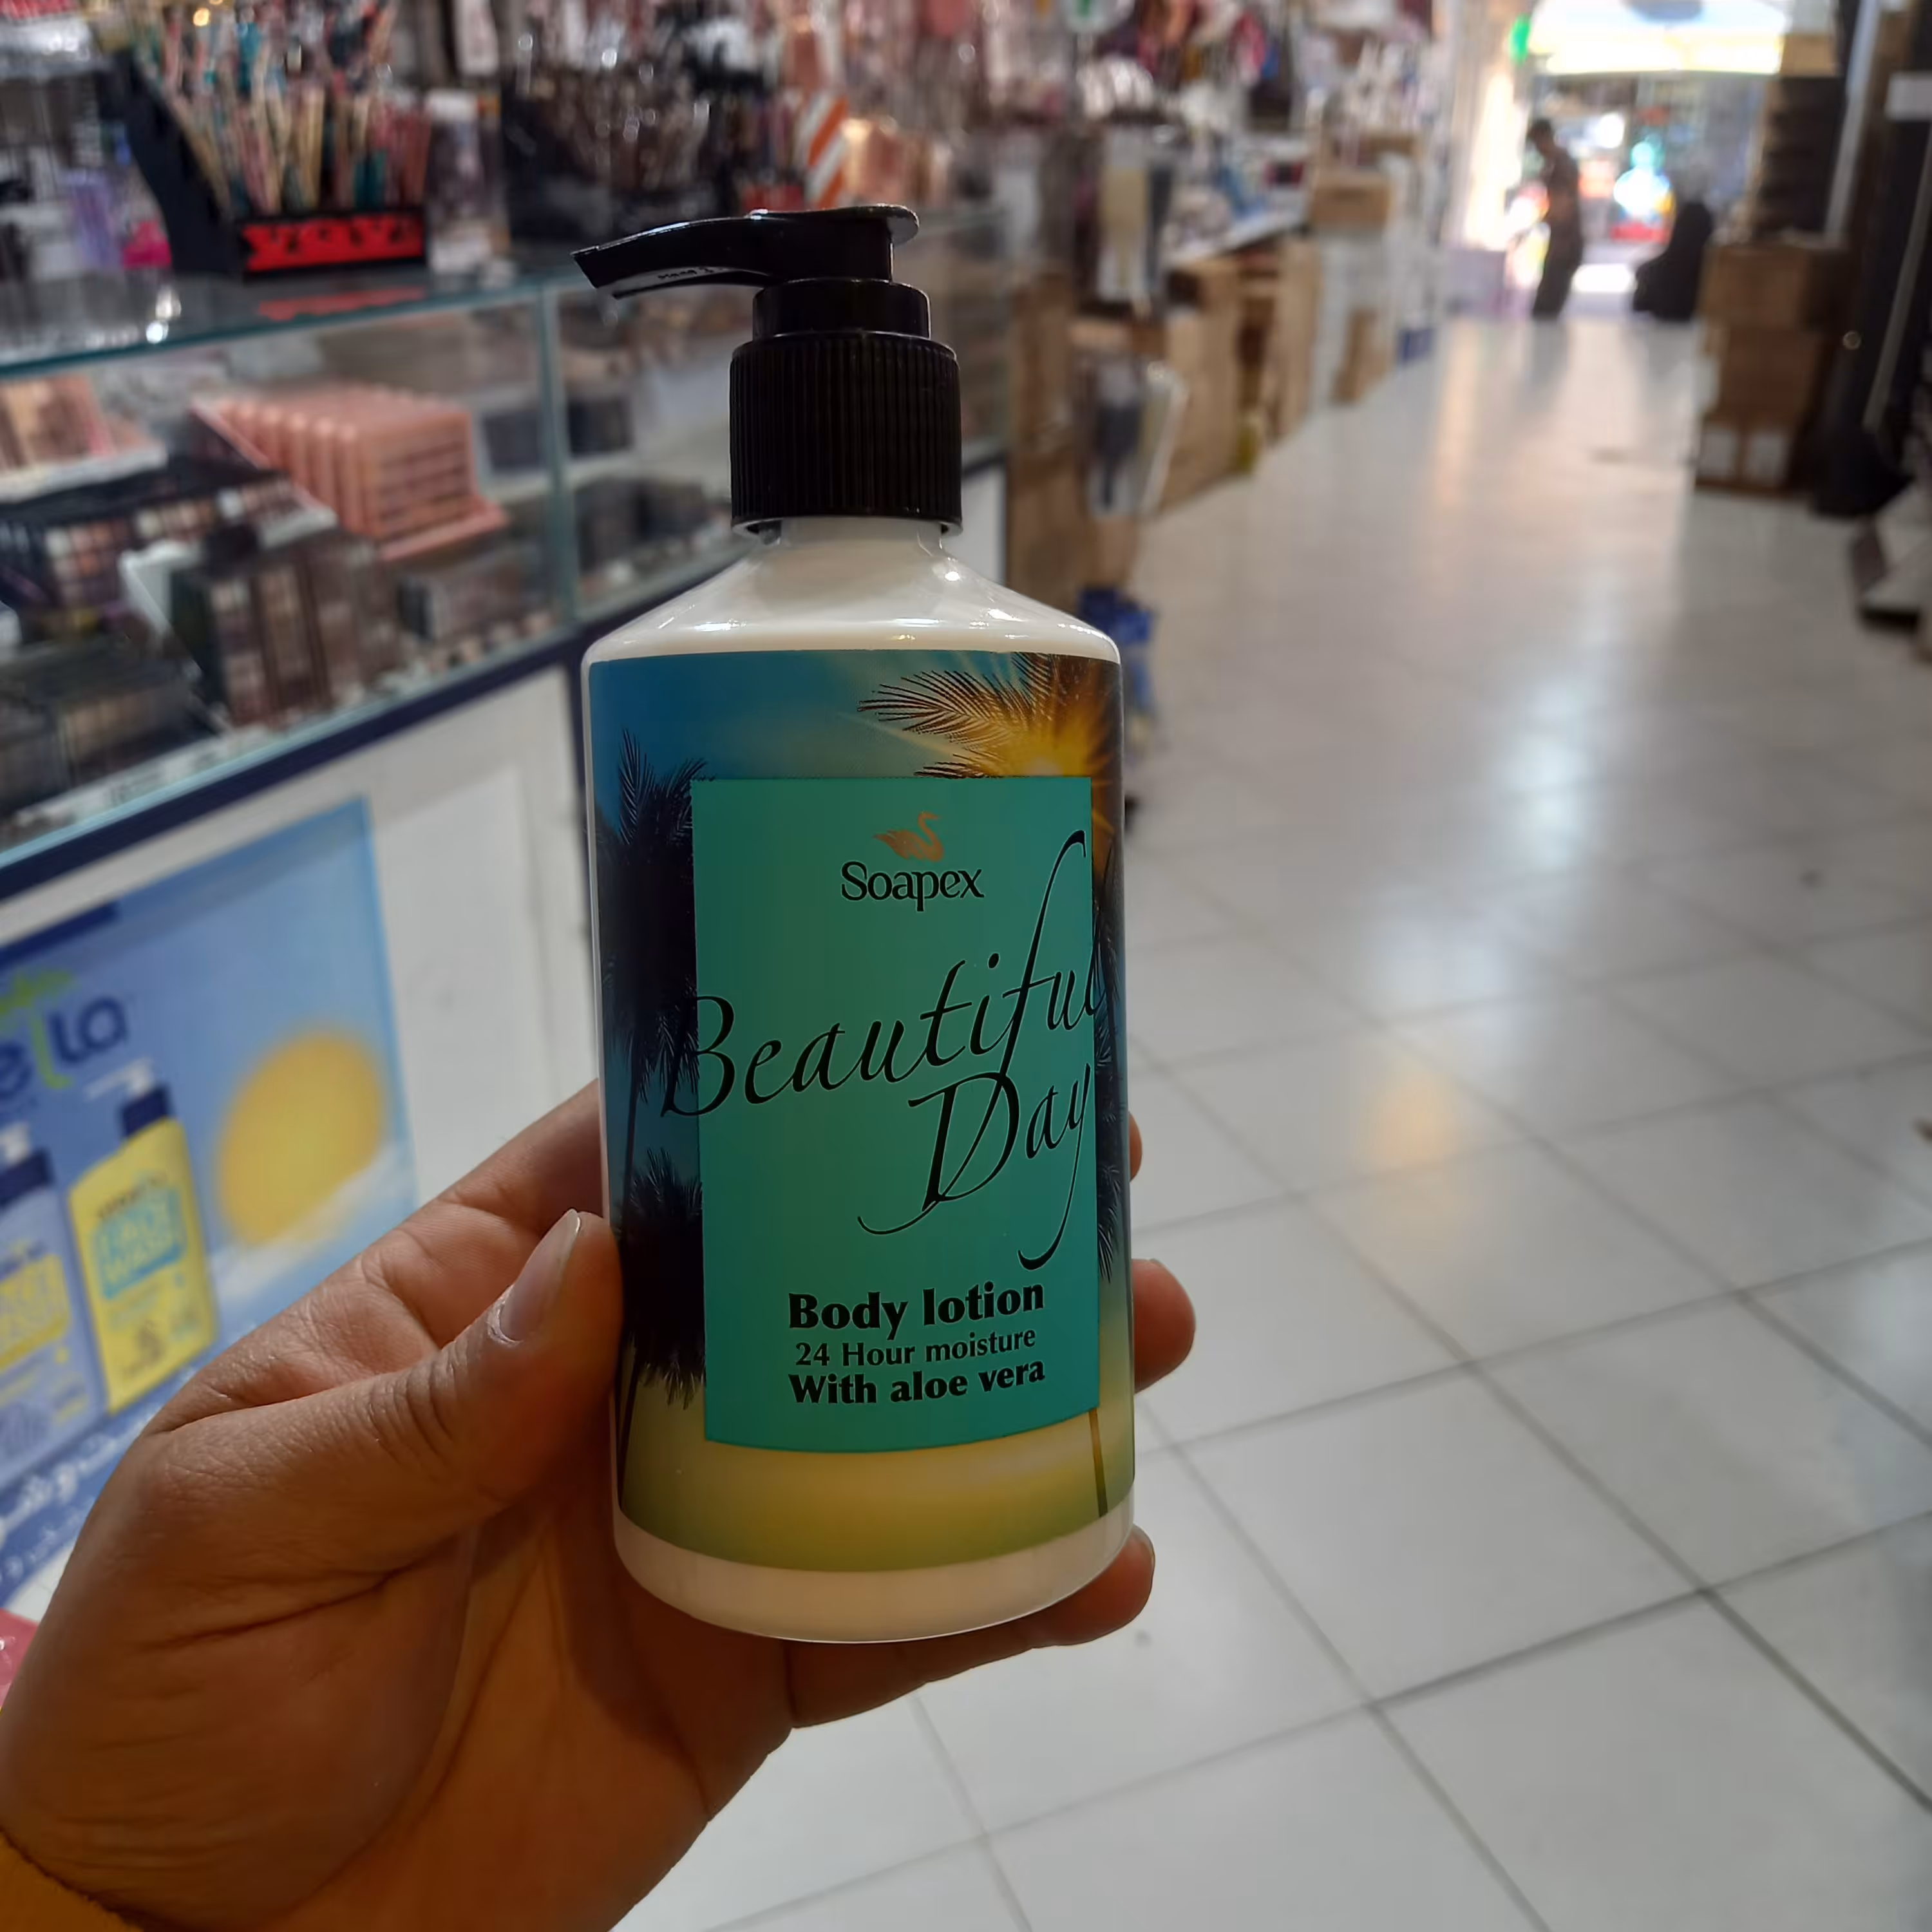 Soapex
Beautiful
Day
Body lotion
24 Hour moisture
With aloe vera